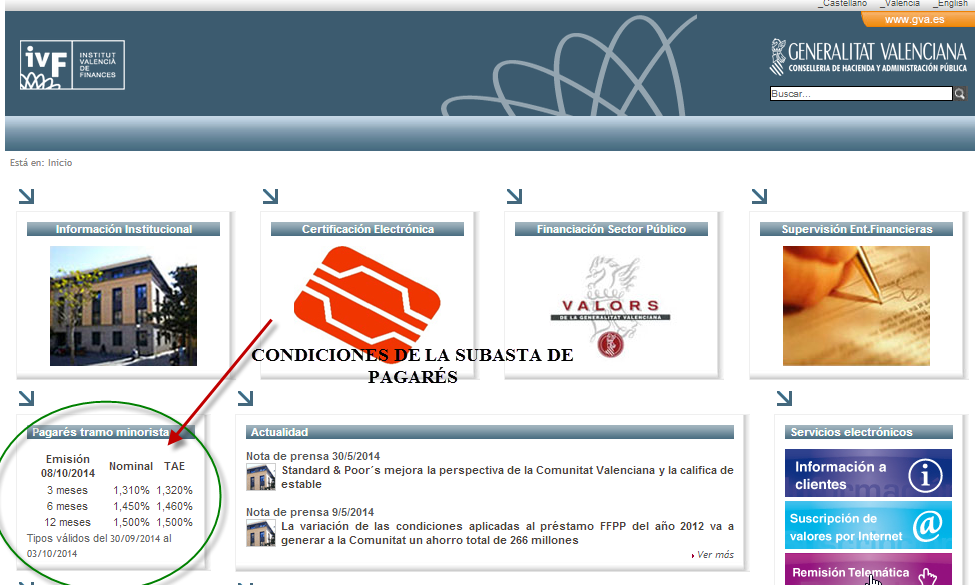 _Castellano _Valencià _English
www.gva.es
ivF
INSTITUT
VALENCIÀ
DE
FINANCES
GENERALITAT VALENCIANA
CONSELLERIA DE HACIENDA Y ADMINISTRACIÓN PÚBLICA
Buscar...
Está en: Inicio
Información Institucional
Certificación Electrónica
Financiación Sector Público
Supervisión Ent.Financieras
VALORS
DE LA GENERALITAT VALENCIANA
CONDICIONES DE LA SUBASTA DE
PAGARÉS
Pagarés tramo minorista
Emisión
08/10/2014 Nominal TAE
3 meses 1,310% 1,320%
6 meses 1,450% 1,460%
12 meses 1,500% 1,500%
Tipos válidos del 30/09/2014 al
03/10/2014
Actualidad
Nota de prensa 30/5/2014
Standard & Poor´s mejora la perspectiva de la Comunitat Valenciana y la califica de
estable
Nota de prensa 9/5/2014
La variación de las condiciones aplicadas al préstamo FFPP del año 2012 va a
generar a la Comunitat un ahorro total de 266 millones
Ver más
Servicios electrónicos
Información a
clientes
Suscripción de
valores por Internet
Remisión Telemática